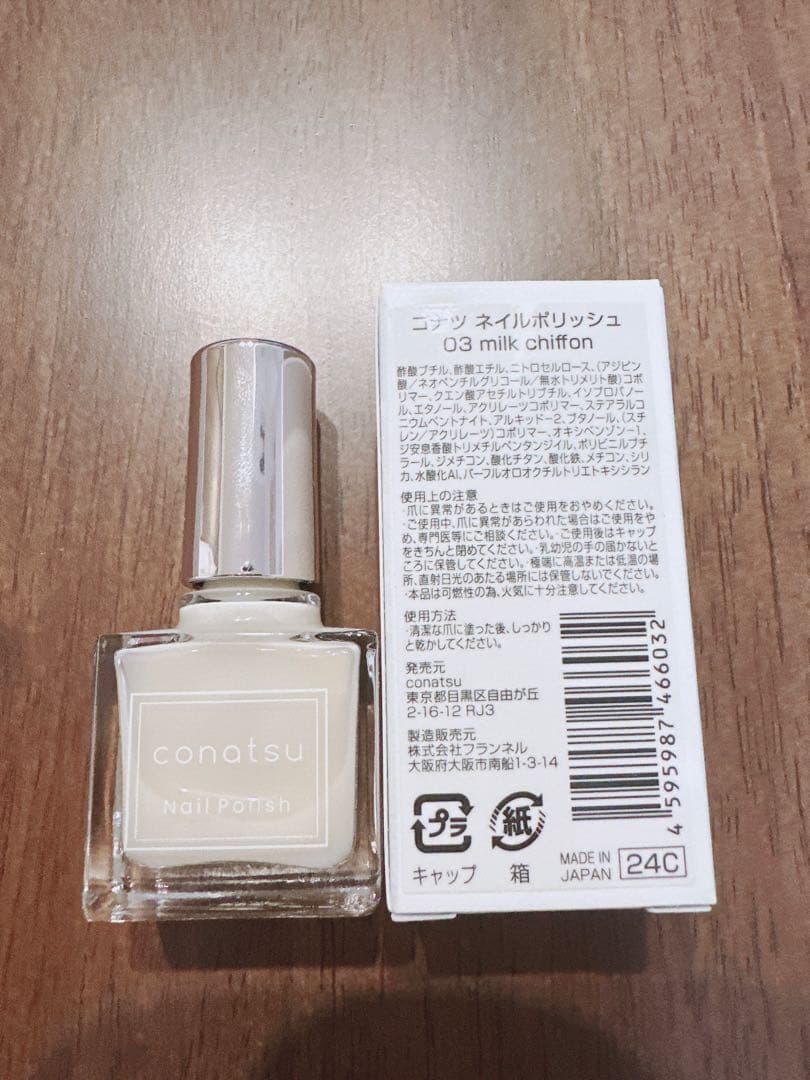 conatsu
Nail Polish
コナツ ネイルポリッシュ
03 milk chiffon
酢酸ブチル、酢酸エチル、ニトロセルロース、(アジピン
酸/ネオペンチルグリコール/無水トリメリト酸)コポ
リマー、クエン酸アセチルトリブチル、イソプロパノー
ル、エタノール、アクリレーツコポリマー、ステアラルコ
ニウムベントナイト、アルキッド-2、ブタノール、(スチ
レン/アクリレーツ)コポリマー、オキシベンゾン-1、
ジ安息香酸トリメチルペンタンジイル、ポリビニルブチ
ラール、ジメチコン、酸化チタン、酸化鉄、メチコン、シリ
カ、水酸化Al、パーフルオロオクチルトリエトキシシラン
使用上の注意
・爪に異常があるときはご使用をおやめください。
・ご使用中、爪に異常があらわれた場合はご使用をや
め、専門医等にご相談ください。・ご使用後はキャップ
をきちんと閉めてください。・乳幼児の手の届かないと
ころに保管してください。・極端に高温または低温の場
所、直射日光のあたる場所には保管しないでください。
・本品は可燃性の為、火気に十分注意してください。
使用方法
・清潔な爪に塗った後、しっかり
と乾かしてください。
発売元
conatsu
東京都目黒区自由が丘
2-16-12 RJ3
製造販売元
株式会社フランネル
大阪府大阪市南船1-3-14
4 595987 466032
プラ
紙
キャップ
箱
MADE IN
JAPAN
24C